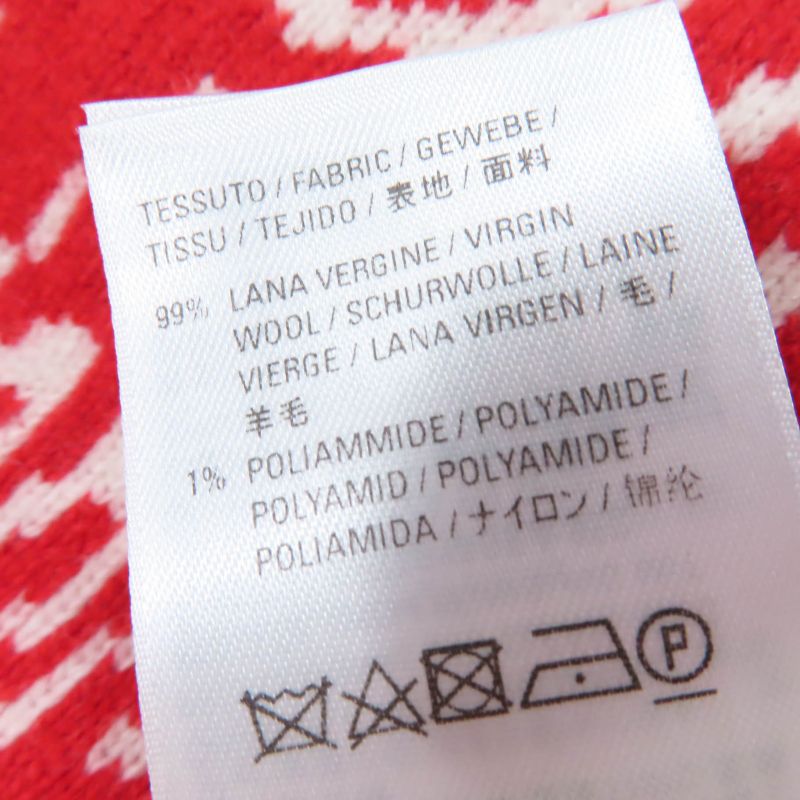 TESSUTO / FABRIC / GEWEBE /
TISSU / TEJIDO / 表地 / 面料
99% LANA VERGINE / VIRGIN
WOOL / SCHURWOLLE / LAINE
VIERGE / LANA VIRGEN / 毛 /
羊毛
1% POLIAMMIDE / POLYAMIDE /
POLYAMID / POLYAMIDE /
POLIAMIDA / ナイロン / 锦纶
P